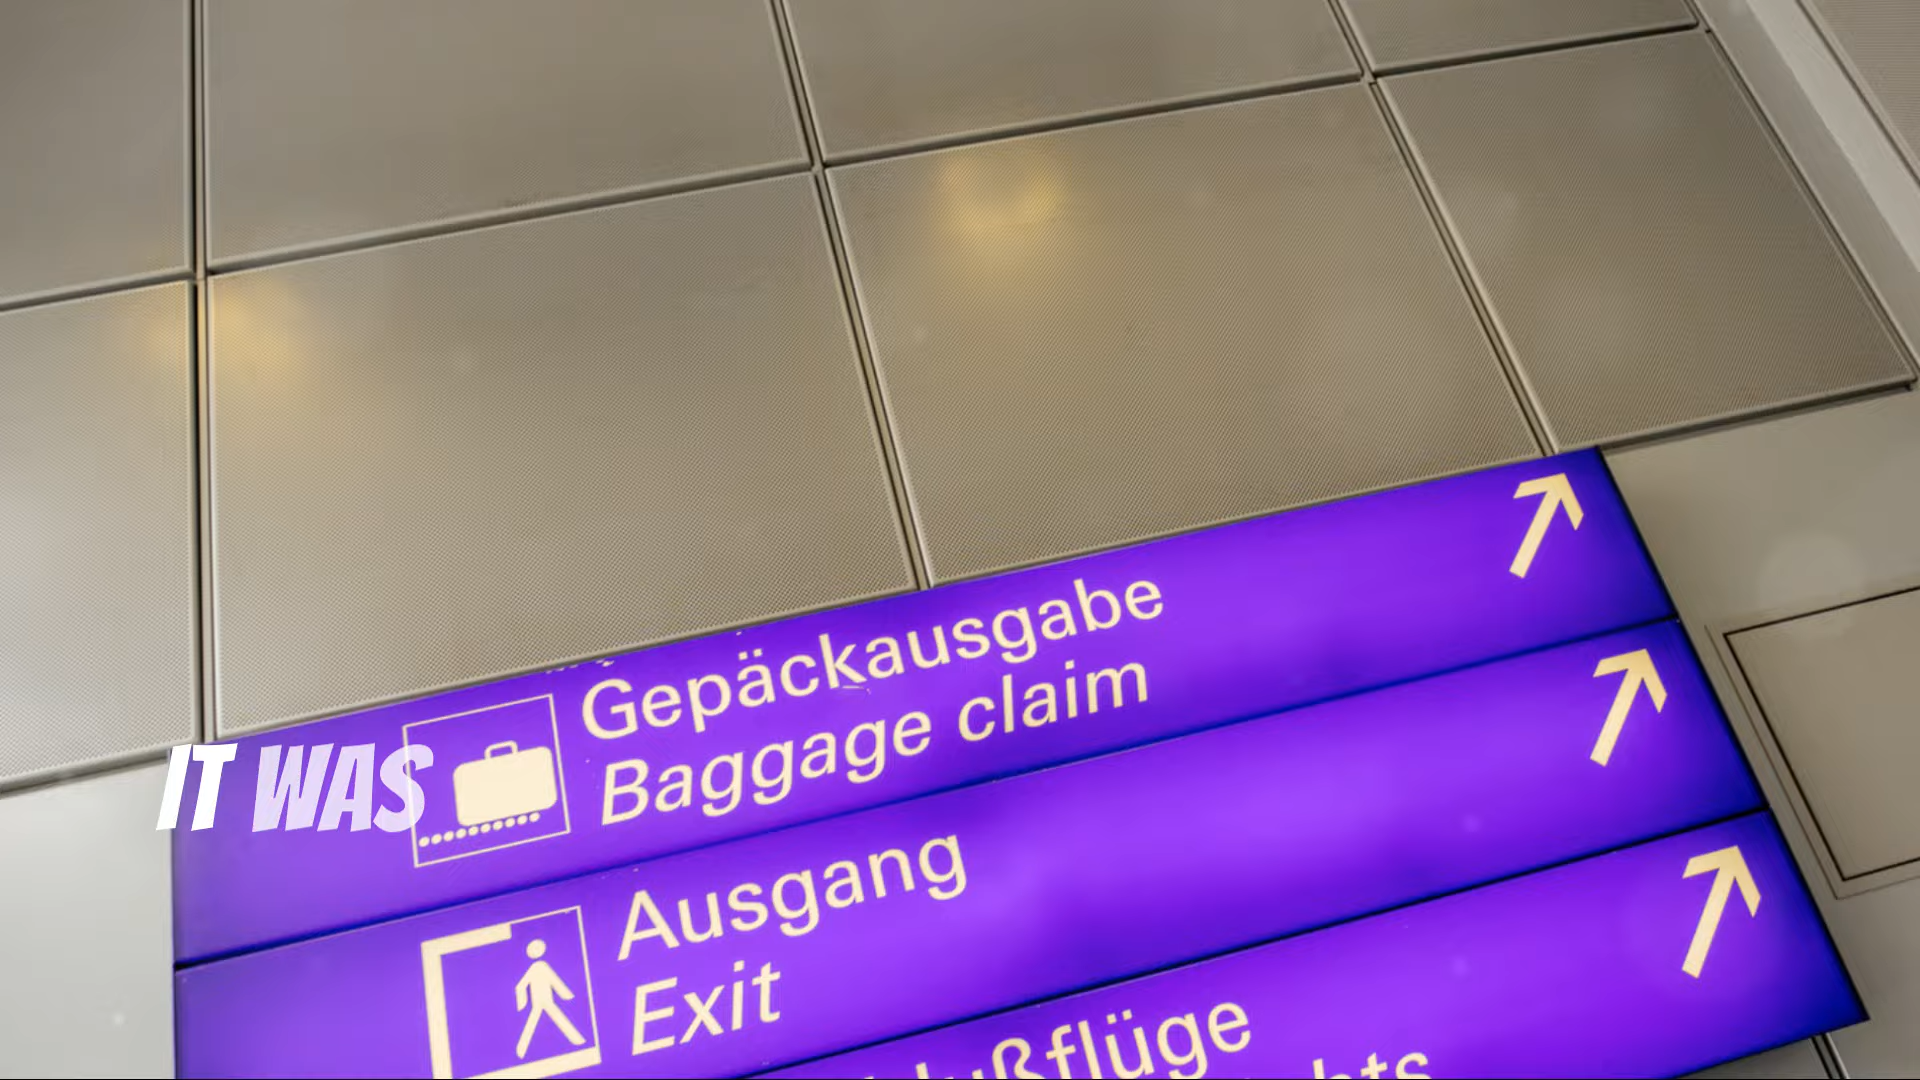 Gepäckausgabe
Baggage claim
IT WAS
Ausgang
Exit